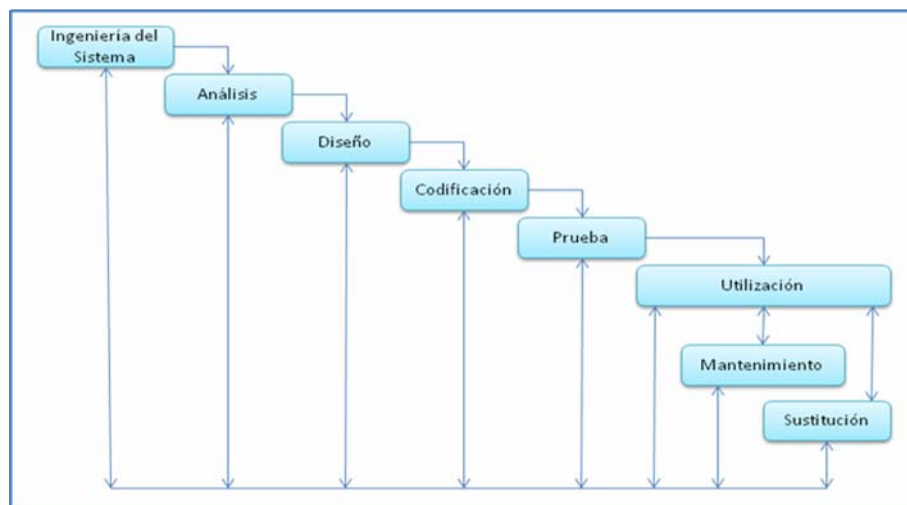 Ingeniería del
Sistema
Análisis
Diseño
Codificación
Prueba
Utilización
Mantenimiento
Sustitución